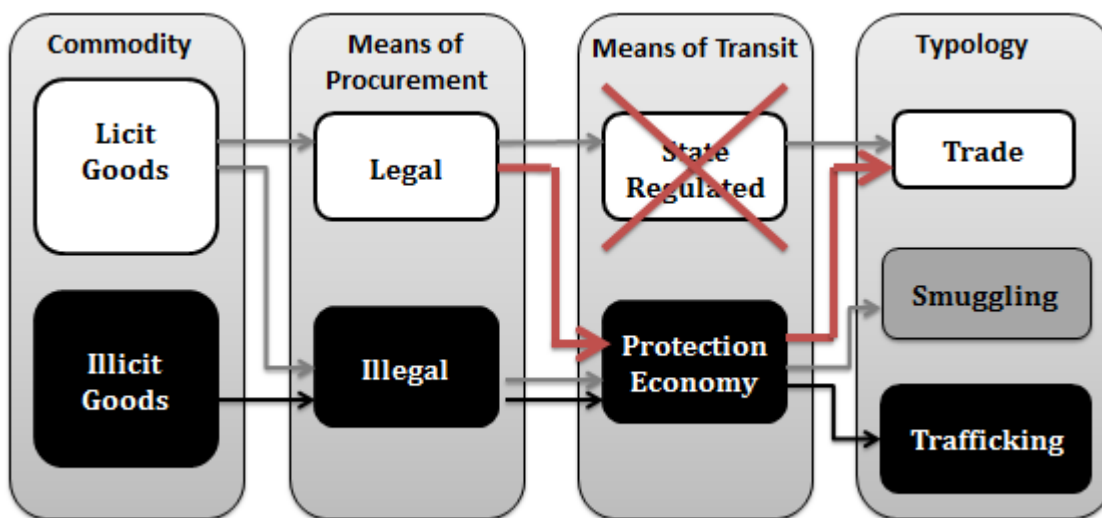 Commodity
Licit
Goods
Illicit
Goods
Means of
Procurement
Legal
Illegal
Means of Transit
State
Regulated
Protection
Economy
Typology
Trade
Smuggling
Trafficking